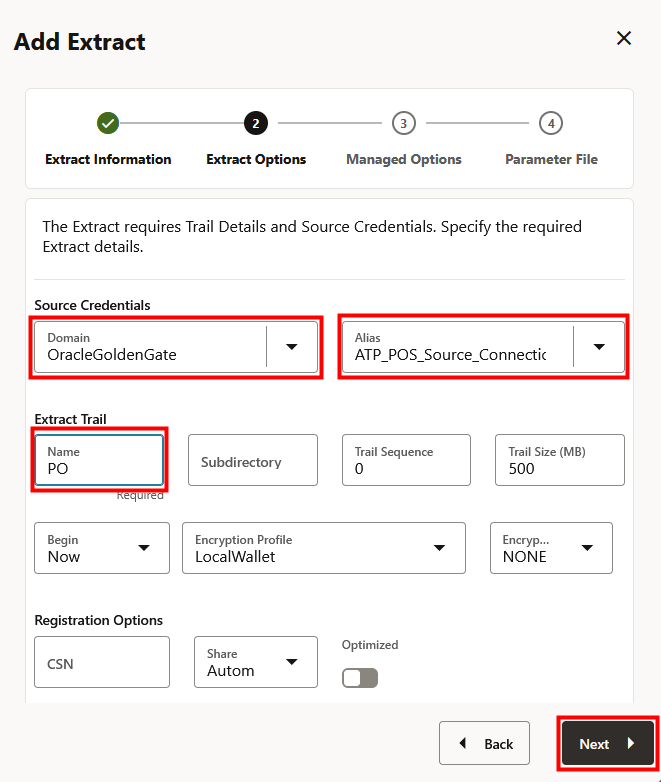 Add Extract
2
3
4
Extract Information
Extract Options
Managed Options
Parameter File
The Extract requires Trail Details and Source Credentials. Specify the required
Extract details.
Source Credentials
Domain
OracleGoldenGate
Alias
ATP_POS_Source_Connectic
Extract Trail
Name
PO
Required
Subdirectory
Trail Sequence
0
Trail Size (MB)
500
Begin
Now
Encryption Profile
LocalWallet
Encryp...
NONE
Registration Options
CSN
Share
Autom
Optimized
Back
Next